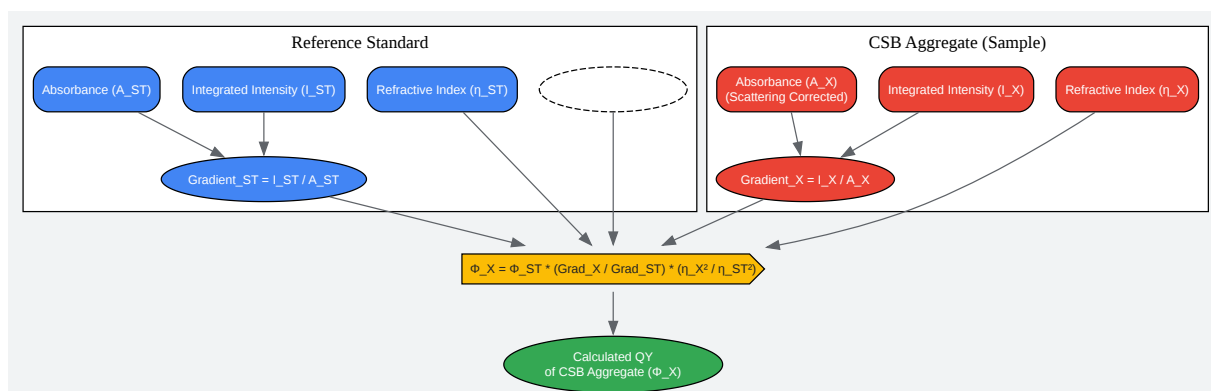 Reference Standard
CSB Aggregate (Sample)
Absorbance (A_ST)
Integrated Intensity (I_ST)
Refractive Index (η_ST)
Absorbance (A_X)
(Scattering Corrected)
Integrated Intensity (I_X)
Refractive Index (η_X)
Gradient_ST = I_ST / A_ST
Gradient_X = I_X / A_X
Φ_X = Φ_ST * (Grad_X / Grad_ST) * (η_X² / η_ST²)
Calculated QY
of CSB Aggregate (Φ_X)